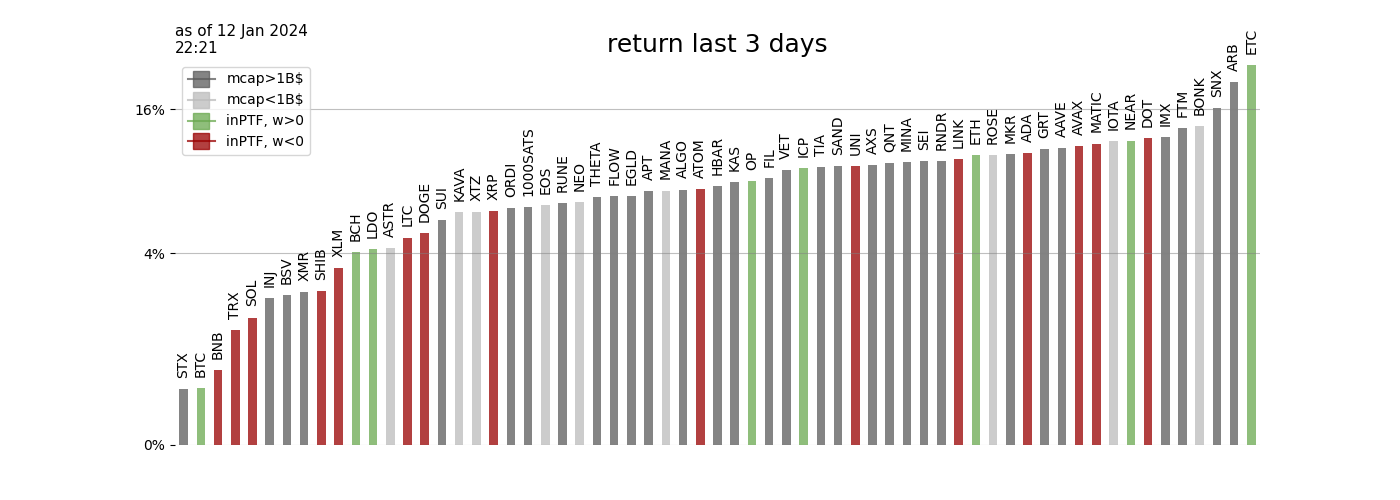 as of 12 Jan 2024
22:21
return last 3 days
mcap>1B$
mcap<1B$
inPTF, w>0
inPTF, w<0
16%
4%
0%
STX
BTC
BNB
TRX
SOL
INJ
BSV
XMR
SHIB
XLM
BCH
LDO
ASTR
LTC
DOGE
SUI
KAVA
XTZ
XRP
ORDI
1000SATS
EOS
RUNE
NEO
THETA
FLOW
EGLD
APT
MANA
ALGO
ATOM
HBAR
KAS
OP
FIL
VET
ICP
TIA
SAND
UNI
AXS
QNT
MINA
SEI
RNDR
LINK
ETH
ROSE
MKR
ADA
GRT
AAVE
AVAX
MATIC
IOTA
NEAR
DOT
IMX
FTM
BONK
SNX
ARB
ETC